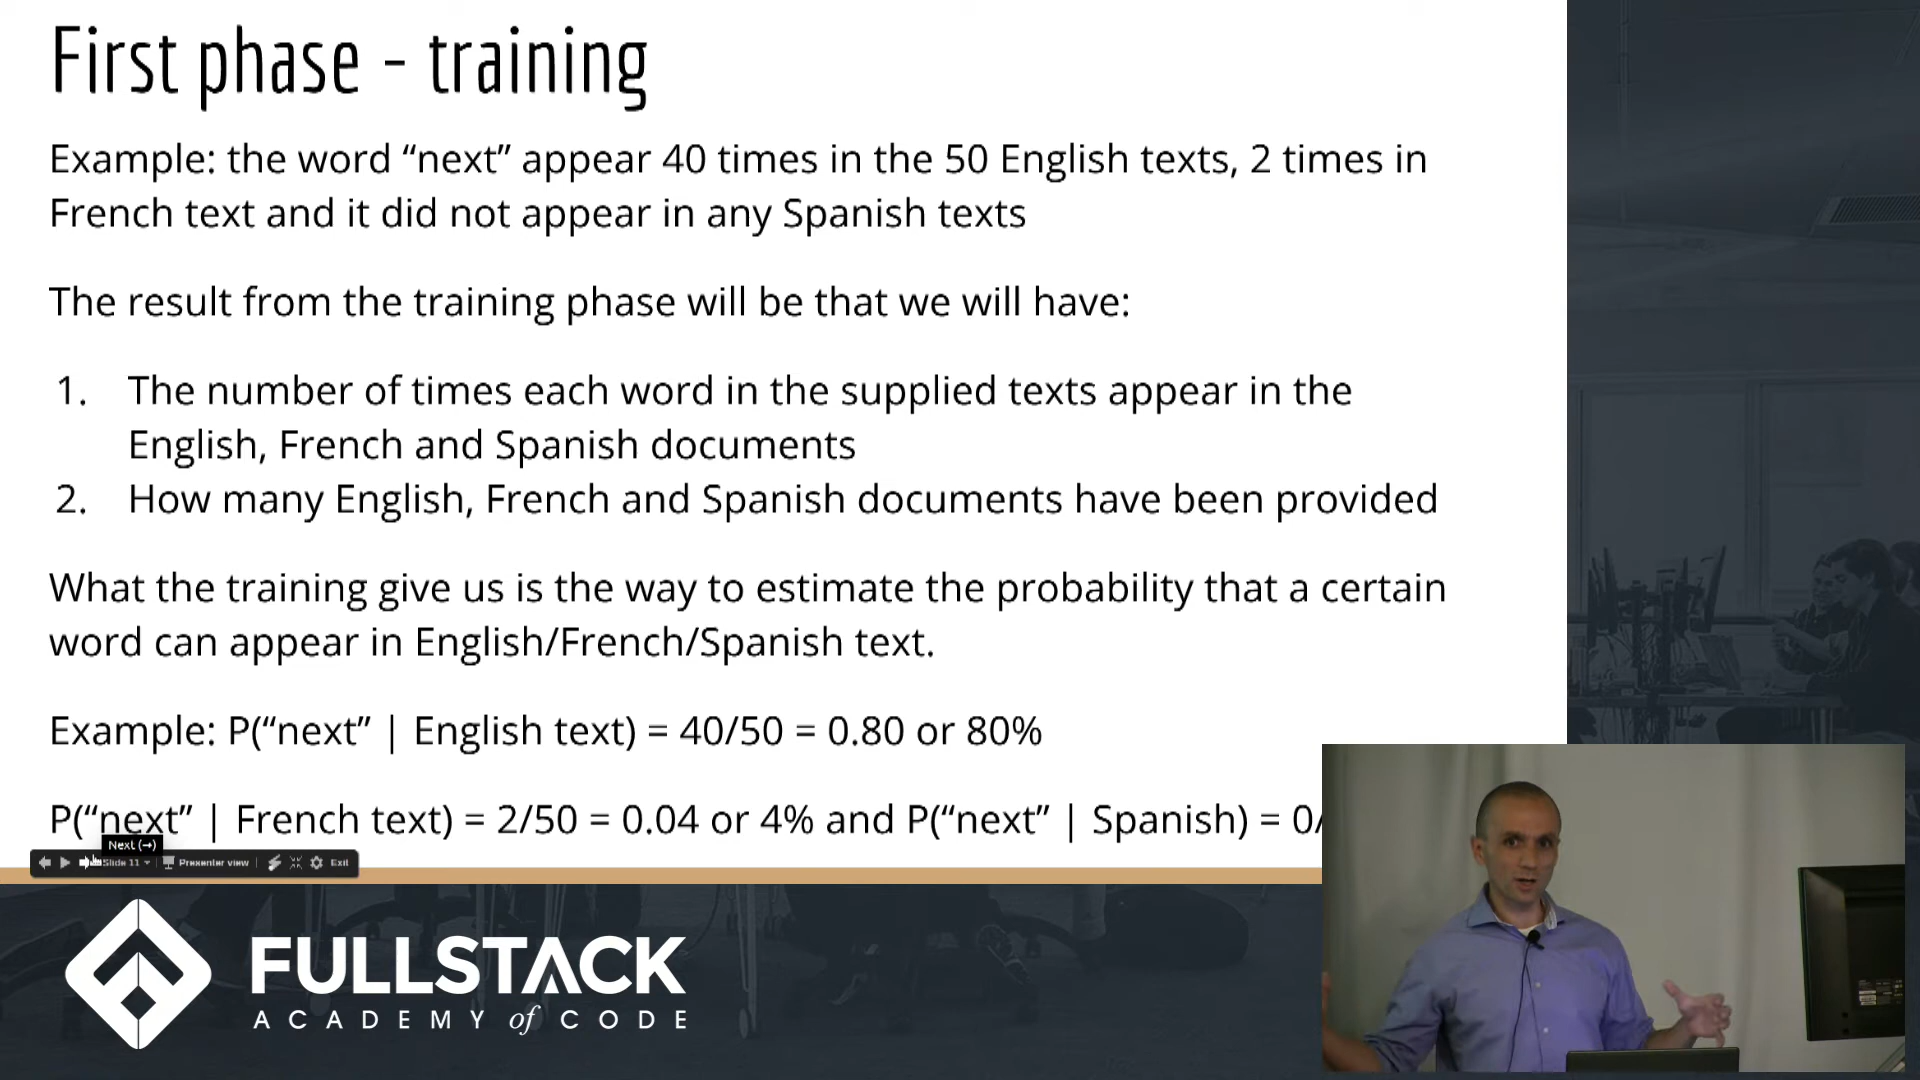 First phase - training
Example: the word “next” appear 40 times in the 50 English texts, 2 times in
French text and it did not appear in any Spanish texts
The result from the training phase will be that we will have:
1. The number of times each word in the supplied texts appear in the
English, French and Spanish documents
2. How many English, French and Spanish documents have been provided
What the training give us is the way to estimate the probability that a certain
word can appear in English/French/Spanish text.
Example: P(“next” | English text) = 40/50 = 0.80 or 80%
P(“next” | French text) = 2/50 = 0.04 or 4% and P(“next” | Spanish) = 0/
Next (→)
Slide 11
Presenter view
Exit
FULLSTACK
ACADEMY of CODE